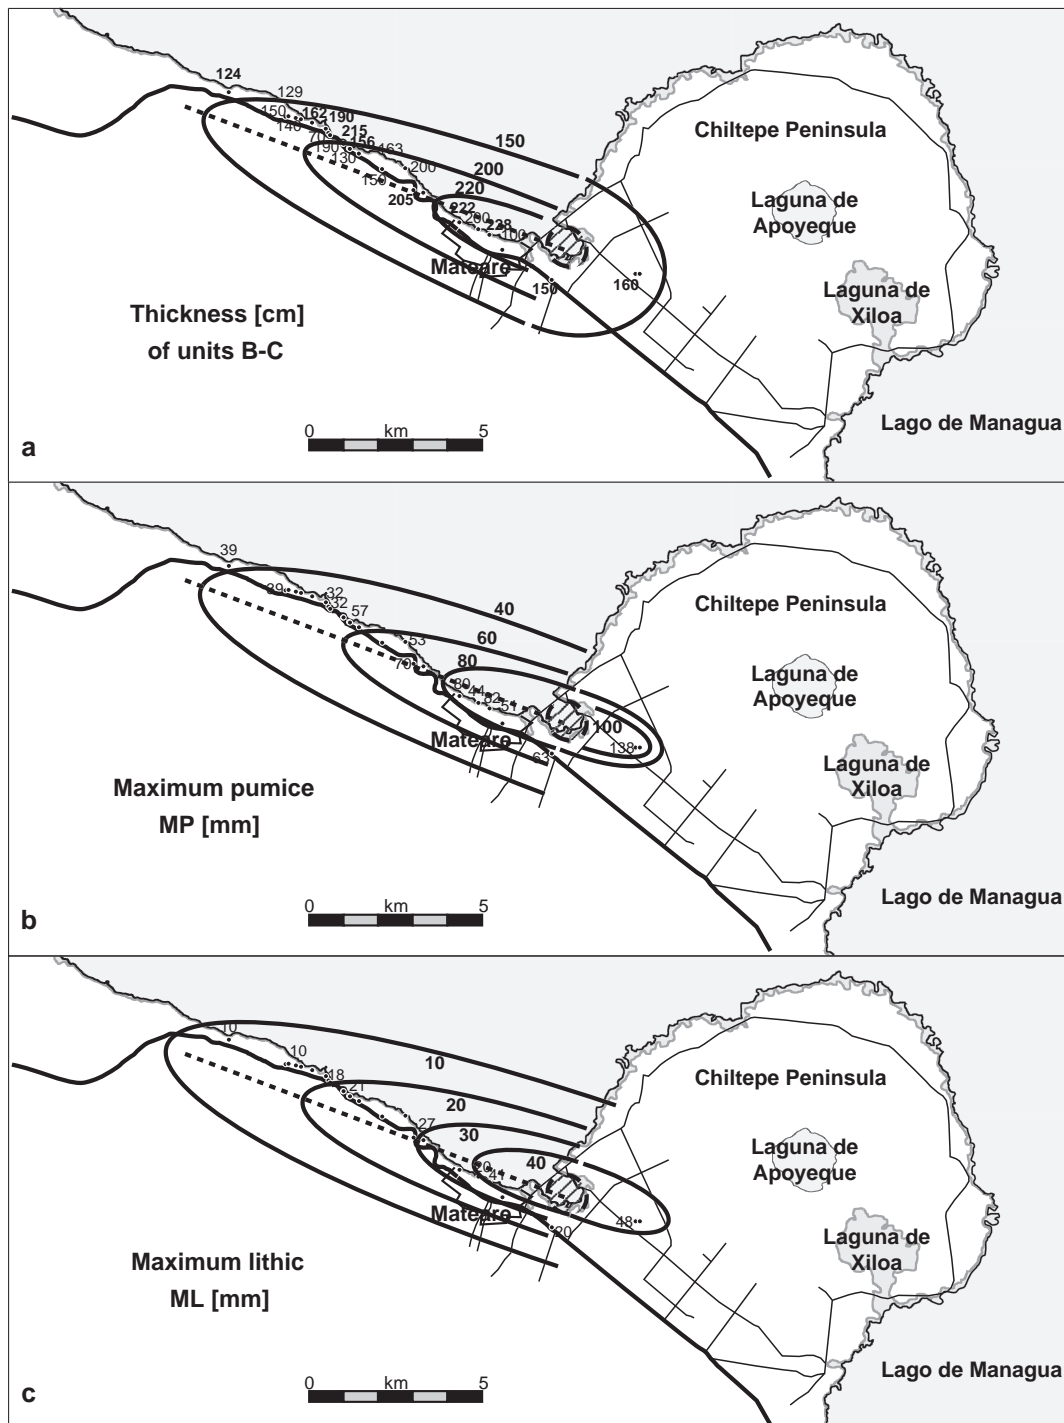 124
129
150
162
190
140
70
215
190
156
163
130
150
200
205
150
200
220
222
200
228
100
Mateare
150
160
Chiltepe Peninsula
Laguna de
Apoyeque
Laguna de
Xiloa
Lago de Managua
Thickness [cm]
of units B-C
0 km 5
a
39
39
32
32
57
53
70
40
60
80
80
44
82
51
100
Mateare
63
138
Chiltepe Peninsula
Laguna de
Apoyeque
Laguna de
Xiloa
Lago de Managua
Maximum pumice
MP [mm]
0 km 5
b
10
10
18
21
27
10
20
30
40
20
41
Mateare
20
48
Chiltepe Peninsula
Laguna de
Apoyeque
Laguna de
Xiloa
Lago de Managua
Maximum lithic
ML [mm]
0 km 5
c